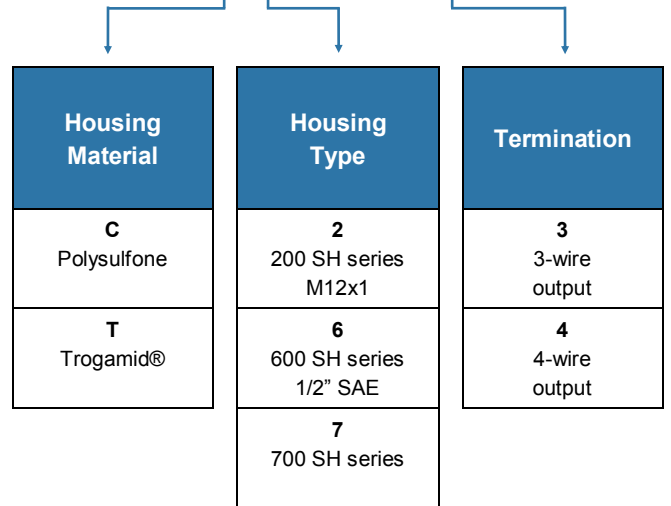 Housing
Material
C
Polysulfone
T
Trogamid®
Housing
Type
2
200 SH series
M12x1
6
600 SH series
1/2” SAE
7
700 SH series
Termination
3
3-wire
output
4
4-wire
output